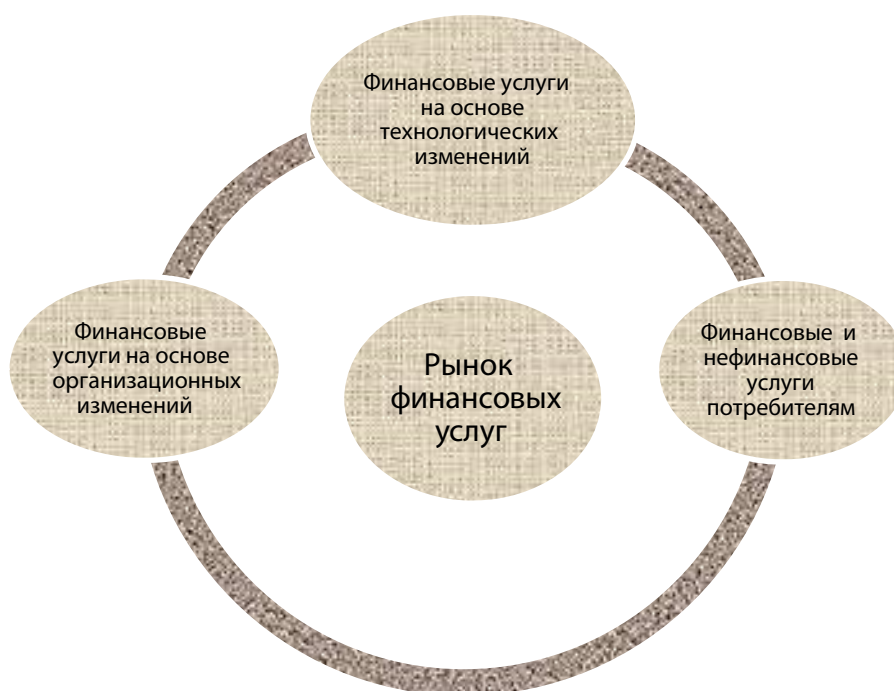 Финансовые услуги
на основе
технологических
изменений
Финансовые
услуги на основе
организационных
изменений
Рынок
финансовых
услуг
Финансовые и
нефинансовые
услуги
потребителям